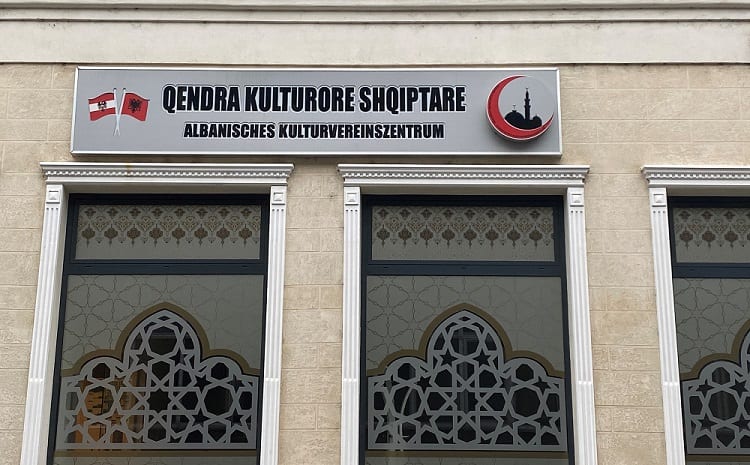 QENDRA KULTURORE SHQIPTARE
ALBANISCHES KULTURVEREINSZENTRUM